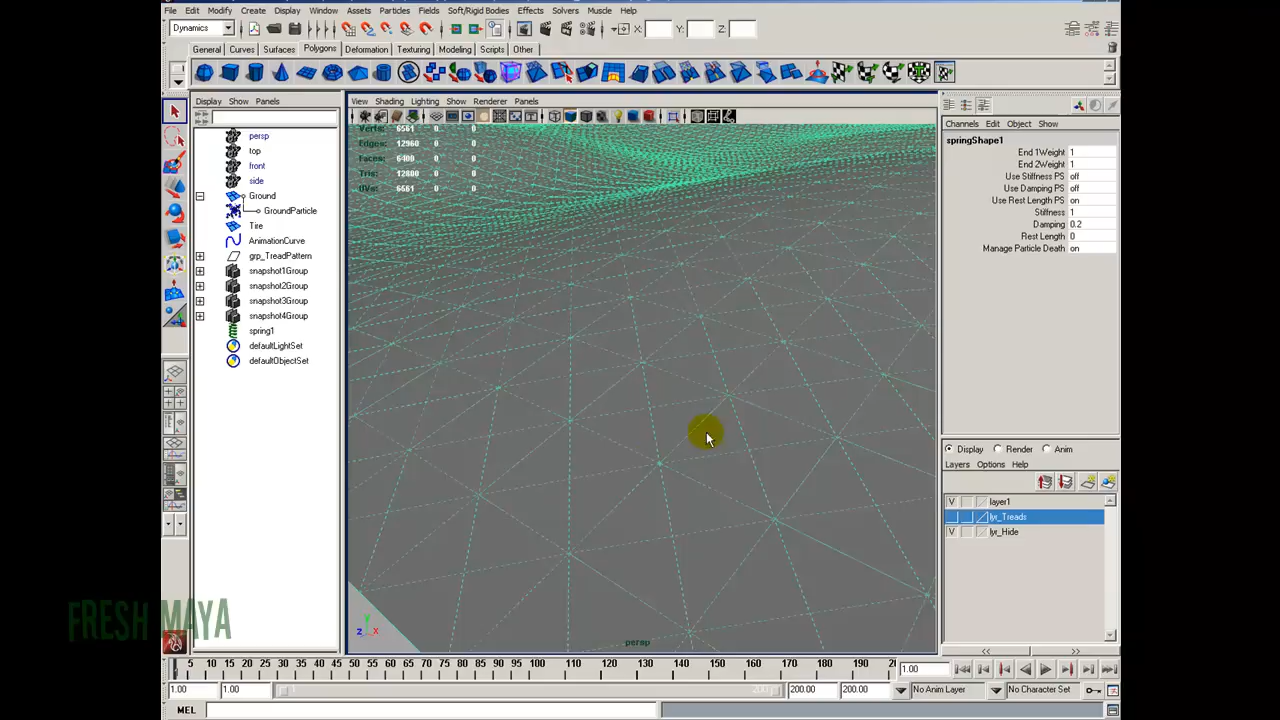 File Edit Modify Create Display Window Assets Particles Fields Soft/Rigid Bodies Effects Solvers Muscle Help
Dynamics X: Y: Z:
General Curves Surfaces Polygons Deformation Texturing Modeling Scripts Other
Display Show Panels
View Shading Lighting Show Renderer Panels
Verts: 6561 0 0
Edges: 12960 0 0
Faces: 6400 0 0
Tris: 12800 0 0
UVs: 6561 0 0
persp
top
front
side
Ground
GroundParticle
Tire
AnimationCurve
grp_TreadPattern
snapshot1Group
snapshot2Group
snapshot3Group
snapshot4Group
spring1
defaultLightSet
defaultObjectSet
Channels Edit Object Show
springShape1
End 1Weight 1
End 2Weight 1
Use Stiffness PS off
Use Damping PS off
Use Rest Length PS on
Stiffness 1
Damping 0.2
Rest Length 0
Manage Particle Death on
Display Render Anim
Layers Options Help
V layer1
lyr_Treads
V lyr_Hide
FRESH MAYA
y
z x
persp
5 10 15 20 25 30 35 40 45 50 55 60 65 70 75 80 85 90 95 100 110 120 130 140 150 160 170 180 190 2
1.00
1.00 1.00 200 200.00 200.00 No Anim Layer No Character Set
MEL